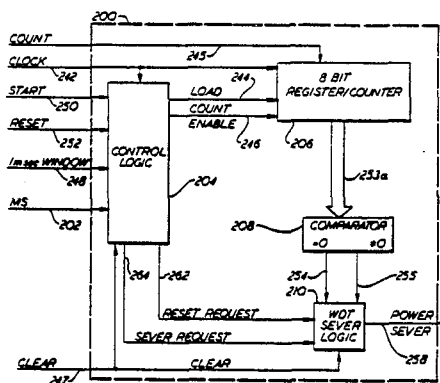 200
COUNT
245
CLOCK
242
8 BIT
REGISTER/COUNTER
START
250
LOAD
244
COUNT
ENABLE
246
206
RESET
252
CONTROL
LOGIC
1msec WINDOW
248
204
253a
MS
202
208
COMPARATOR
=0 ≠0
264
262
254
255
210
RESET REQUEST
WDT
SEVER
LOGIC
POWER
SEVER
258
SEVER REQUEST
CLEAR
CLEAR
247